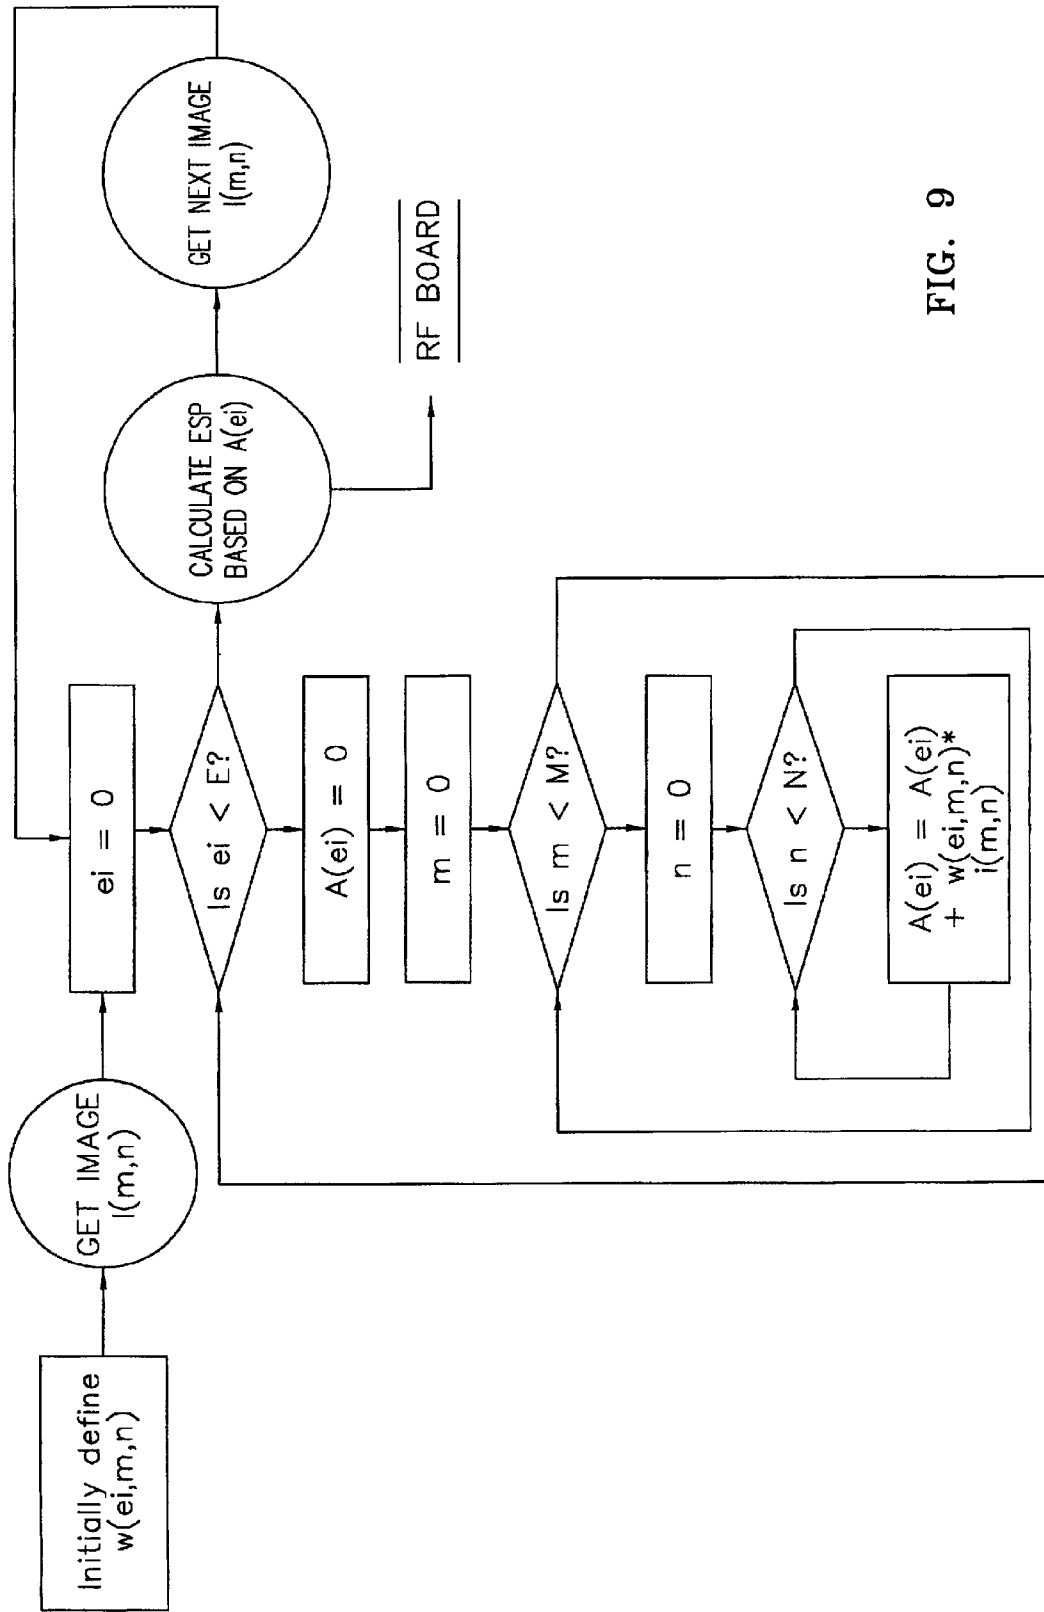 Initially define
w(ei,m,n)
GET IMAGE
I(m,n)
ei = 0
Is ei < E?
A(ei) = 0
m = 0
Is m < M?
n = 0
Is n < N?
A(ei) = A(ei)
+ w(ei,m,n)*
i(m,n)
CALCULATE ESP
BASED ON A(ei)
RF BOARD
GET NEXT IMAGE
I(m,n)
FIG. 9